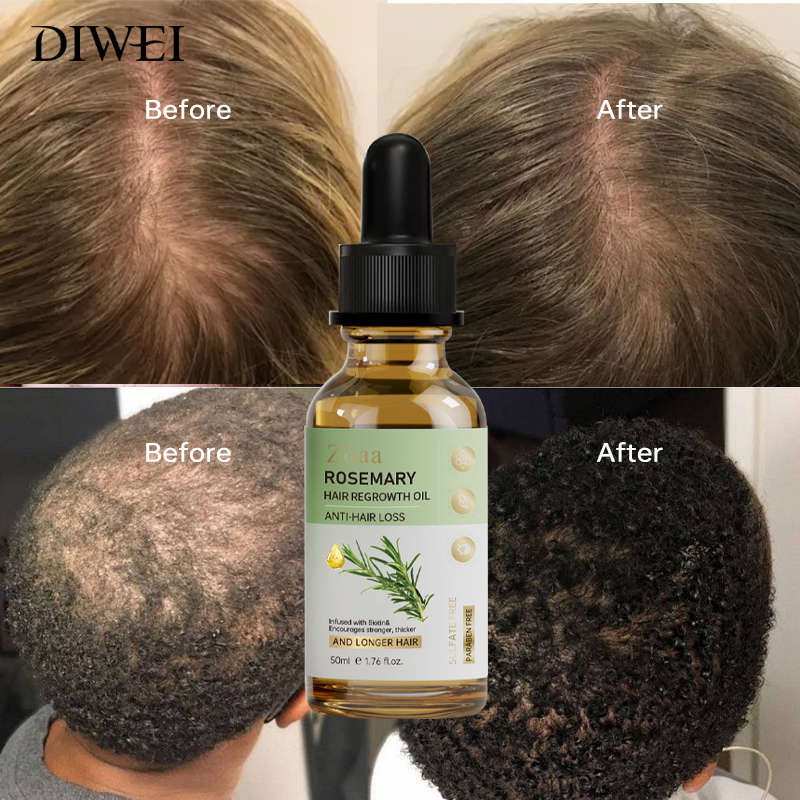 DIWEI
Before
After
Before
After
Zoaa
ROSEMARY
HAIR REGROWTH OIL
ANTI-HAIR LOSS
Infused with Biotin&
Encourages stronger, thicker
AND LONGER HAIR
50ml ℮ 1.76 fl.oz.
SULFATE FREE
PARABEN FREE